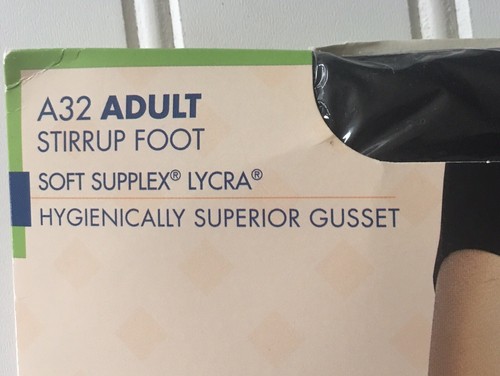 A32 ADULT
STIRRUP FOOT
SOFT SUPPLEX® LYCRA®
HYGIENICALLY SUPERIOR GUSSET